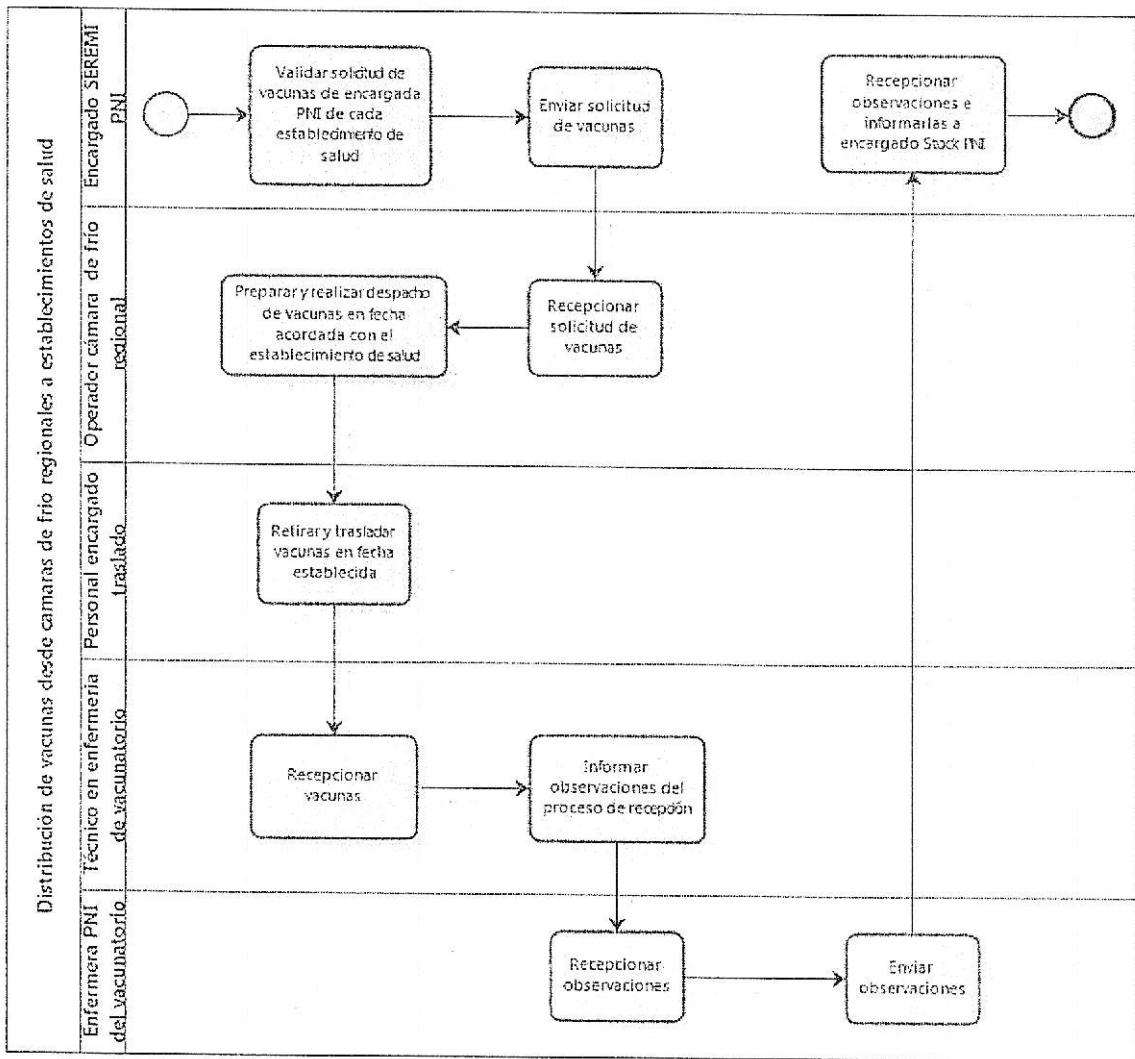 Distribución de vacunas desde camaras de frio regionales a establecimientos de salud
Encargado SEREMI
PNI
Validar solicitud de
vacunas de encargada
PNI de cada
establecimiento de
salud
Enviar solicitud
de vacunas
Recepcionar
observaciones e
informarlas a
encargado Stock PNI
Operador cámara de frio
regional
Preparar y realizar despacho
de vacunas en fecha
acordada con el
establecimiento de salud
Recepcionar
solicitud de
vacunas
Personal encargado
traslado
Retirar y trasladar
vacunas en fecha
establecida
Técnico en enfermería
de vacunatorio
Recepcionar
vacunas
Informar
observaciones del
proceso de recepción
Enfermera PNI
del vacunatorio
Recepcionar
observaciones
Enviar
observaciones